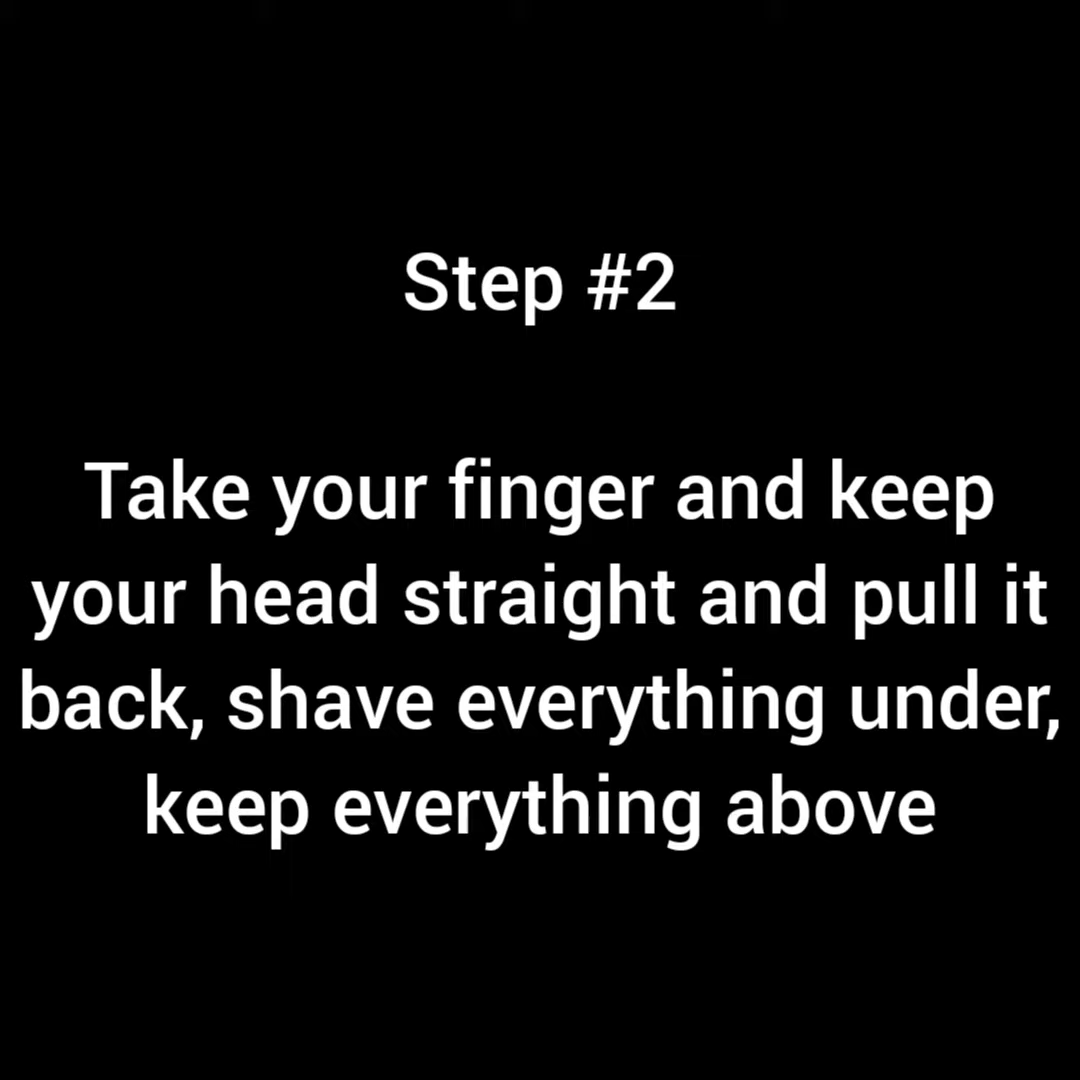 Step #2
Take your finger and keep
your head straight and pull it
back, shave everything under,
keep everything above